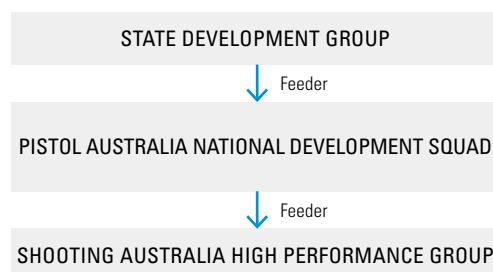 STATE DEVELOPMENT GROUP
Feeder
PISTOL AUSTRALIA NATIONAL DEVELOPMENT SQUAD
Feeder
SHOOTING AUSTRALIA HIGH PERFORMANCE GROUP